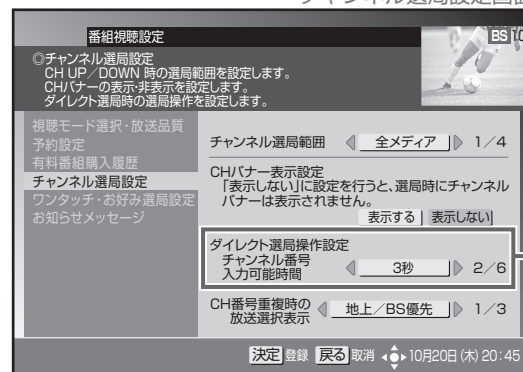 番組視聴設定
BS
◎チャンネル選局設定
CH UP／DOWN 時の選局範囲を設定します。
CHバナーの表示・非表示を設定します。
ダイレクト選局時の選局操作を設定します。
視聴モード選択・放送品質
予約設定
有料番組購入履歴
チャンネル選局設定
ワンタッチ・お好み選局設定
お知らせメッセージ
チャンネル選局範囲 全メディア 1／4
CHバナー表示設定
「表示しない」に設定を行うと、選局時にチャンネル
バナーは表示されません。
表示する 表示しない
ダイレクト選局操作設定
チャンネル番号
入力可能時間 3秒 2／6
CH番号重複時の
放送選択表示 地上／BS優先 1／3
決定 登録 戻る 取消 10月20日(木) 20:45